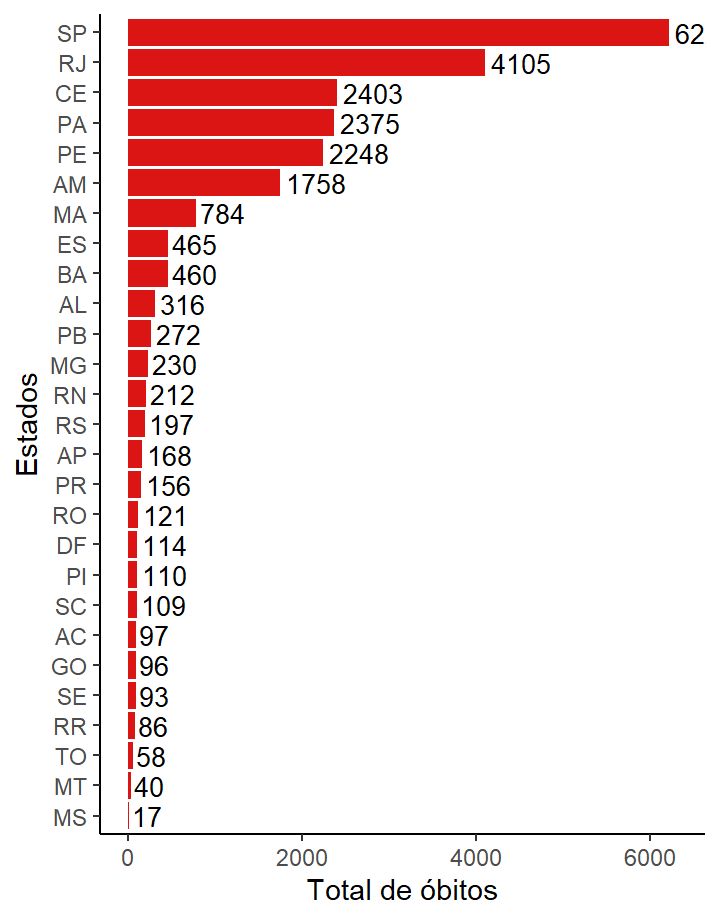 SP 62
RJ 4105
CE 2403
PA 2375
PE 2248
AM 1758
MA 784
ES 465
BA 460
AL 316
PB 272
MG 230
RN 212
RS 197
AP 168
PR 156
RO 121
DF 114
PI 110
SC 109
AC 97
GO 96
SE 93
RR 86
TO 58
MT 40
MS 17
Estados
0 2000 4000 6000
Total de óbitos